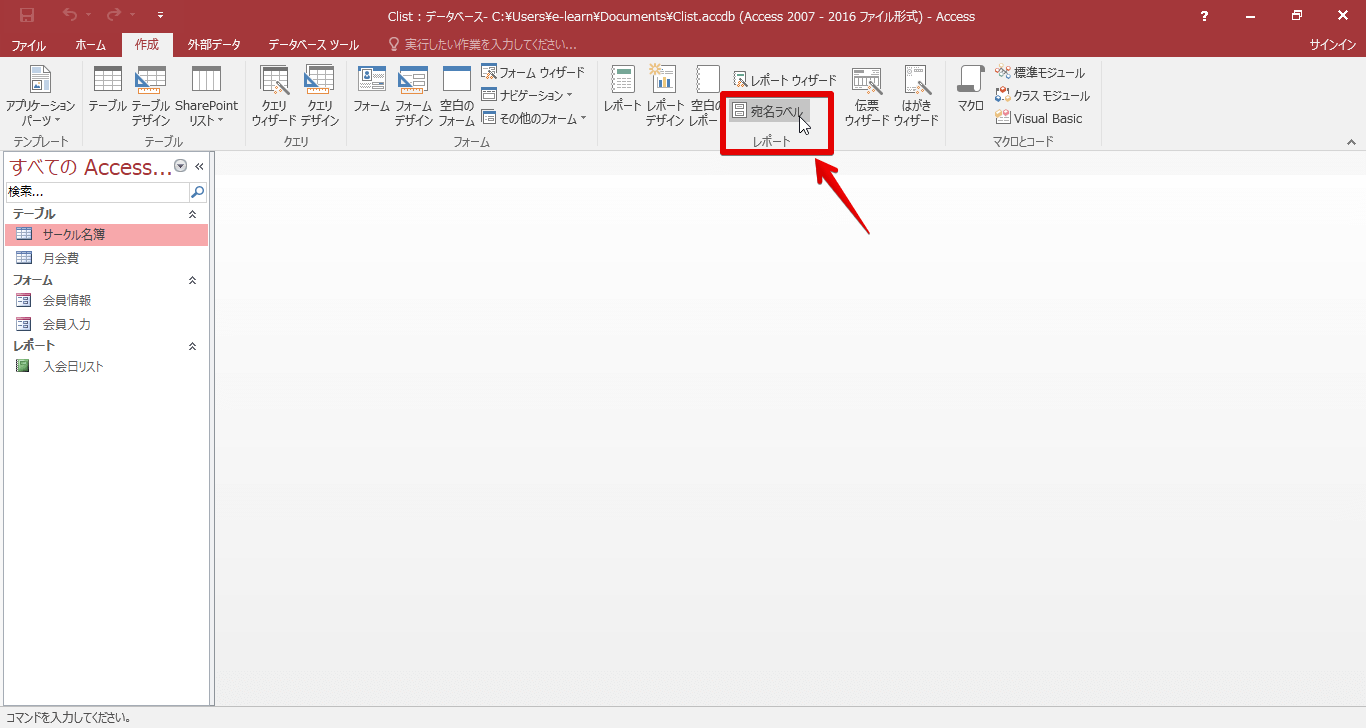 Clist : データベース- C:¥Users¥e-learn¥Documents¥Clist.accdb (Access 2007 - 2016 ファイル形式) - Access
?
ファイル ホーム 作成 外部データ データベース ツール 実行したい作業を入力してください... サインイン
アプリケーション
パーツ
テンプレート
テーブル
テーブル
デザイン
SharePoint
リスト
テーブル
クエリ
ウィザード
クエリ
デザイン
クエリ
フォーム
フォーム
デザイン
空白の
フォーム
フォーム ウィザード
ナビゲーション
その他のフォーム
フォーム
レポート
レポート
デザイン
空白の
レポー
レポート ウィザード
宛名ラベル
レポート
伝票
ウィザード
はがき
ウィザード
マクロ
標準モジュール
クラス モジュール
Visual Basic
マクロとコード
すべての Access... «
検索...
テーブル
サークル名簿
月会費
フォーム
会員情報
会員入力
レポート
入会日リスト
コマンドを入力してください。